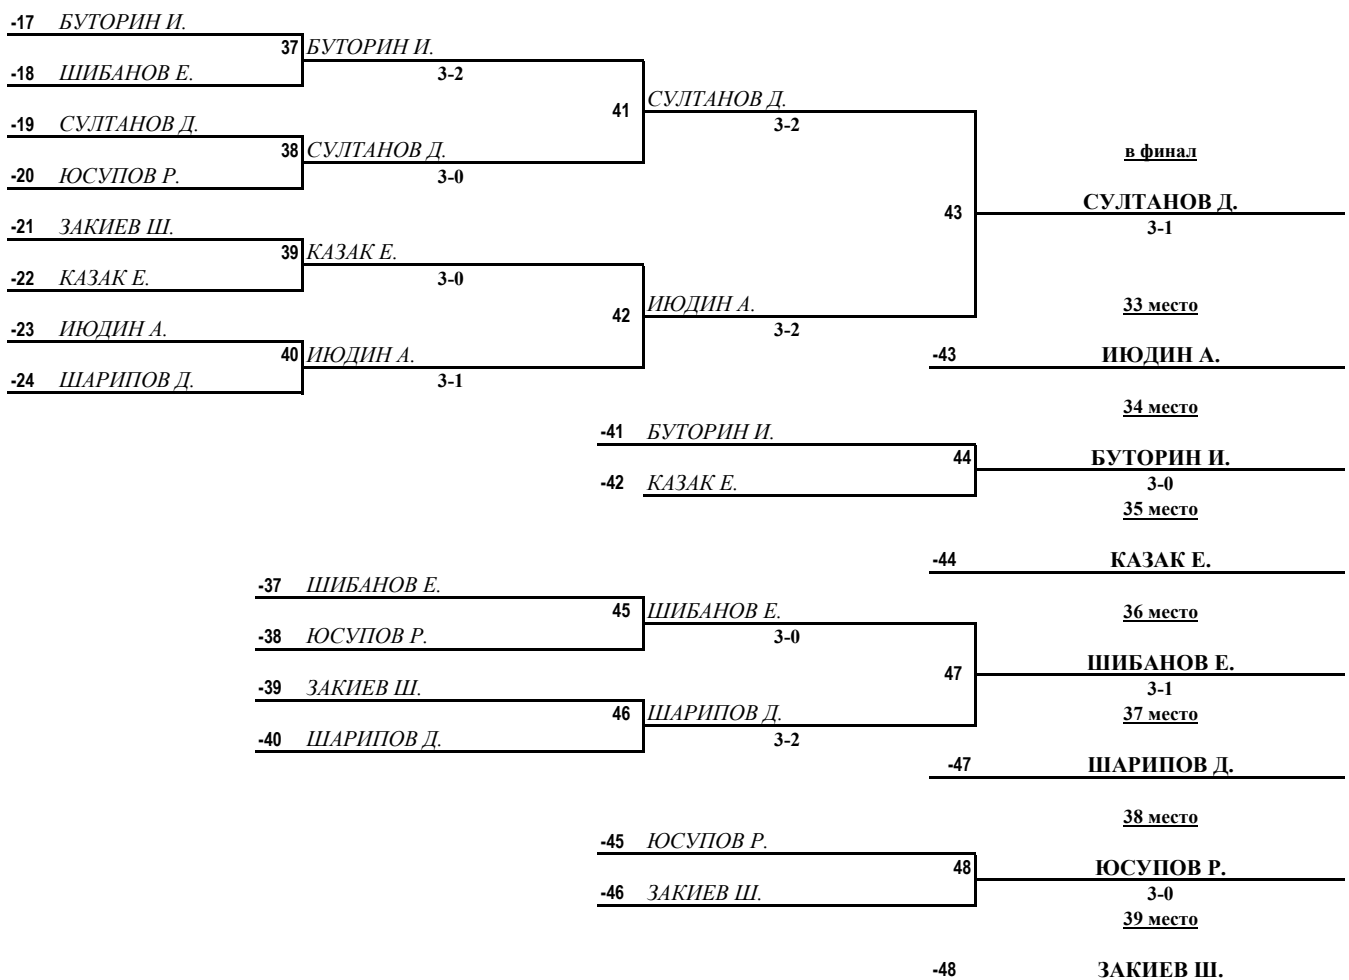 -17 БУТОРИН И.
37 БУТОРИН И.
-18 ШИБАНОВ Е. 3-2
41 СУЛТАНОВ Д.
-19 СУЛТАНОВ Д. 3-2
38 СУЛТАНОВ Д. в финал
-20 ЮСУПОВ Р. 3-0
43 СУЛТАНОВ Д.
-21 ЗАКИЕВ Ш. 3-1
39 КАЗАК Е.
-22 КАЗАК Е. 3-0
42 ИЮДИН А. 33 место
-23 ИЮДИН А. 3-2
40 ИЮДИН А. -43 ИЮДИН А.
-24 ШАРИПОВ Д. 3-1
34 место
-41 БУТОРИН И.
44 БУТОРИН И.
-42 КАЗАК Е. 3-0
35 место
-44 КАЗАК Е.
-37 ШИБАНОВ Е.
45 ШИБАНОВ Е. 36 место
-38 ЮСУПОВ Р. 3-0
47 ШИБАНОВ Е.
-39 ЗАКИЕВ Ш. 3-1
46 ШАРИПОВ Д. 37 место
-40 ШАРИПОВ Д. 3-2
-47 ШАРИПОВ Д.
38 место
-45 ЮСУПОВ Р.
48 ЮСУПОВ Р.
-46 ЗАКИЕВ Ш. 3-0
39 место
-48 ЗАКИЕВ Ш.